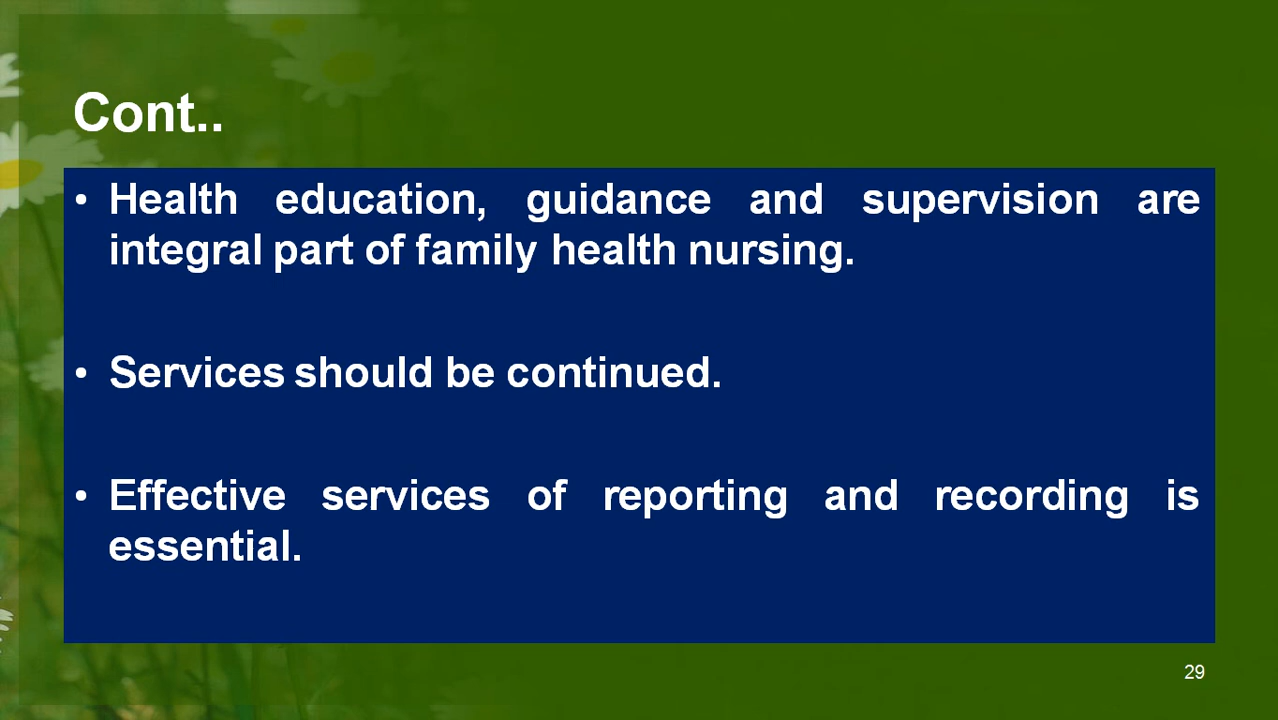 Cont..
• Health education, guidance and supervision are
integral part of family health nursing.
• Services should be continued.
• Effective services of reporting and recording is
essential.
29